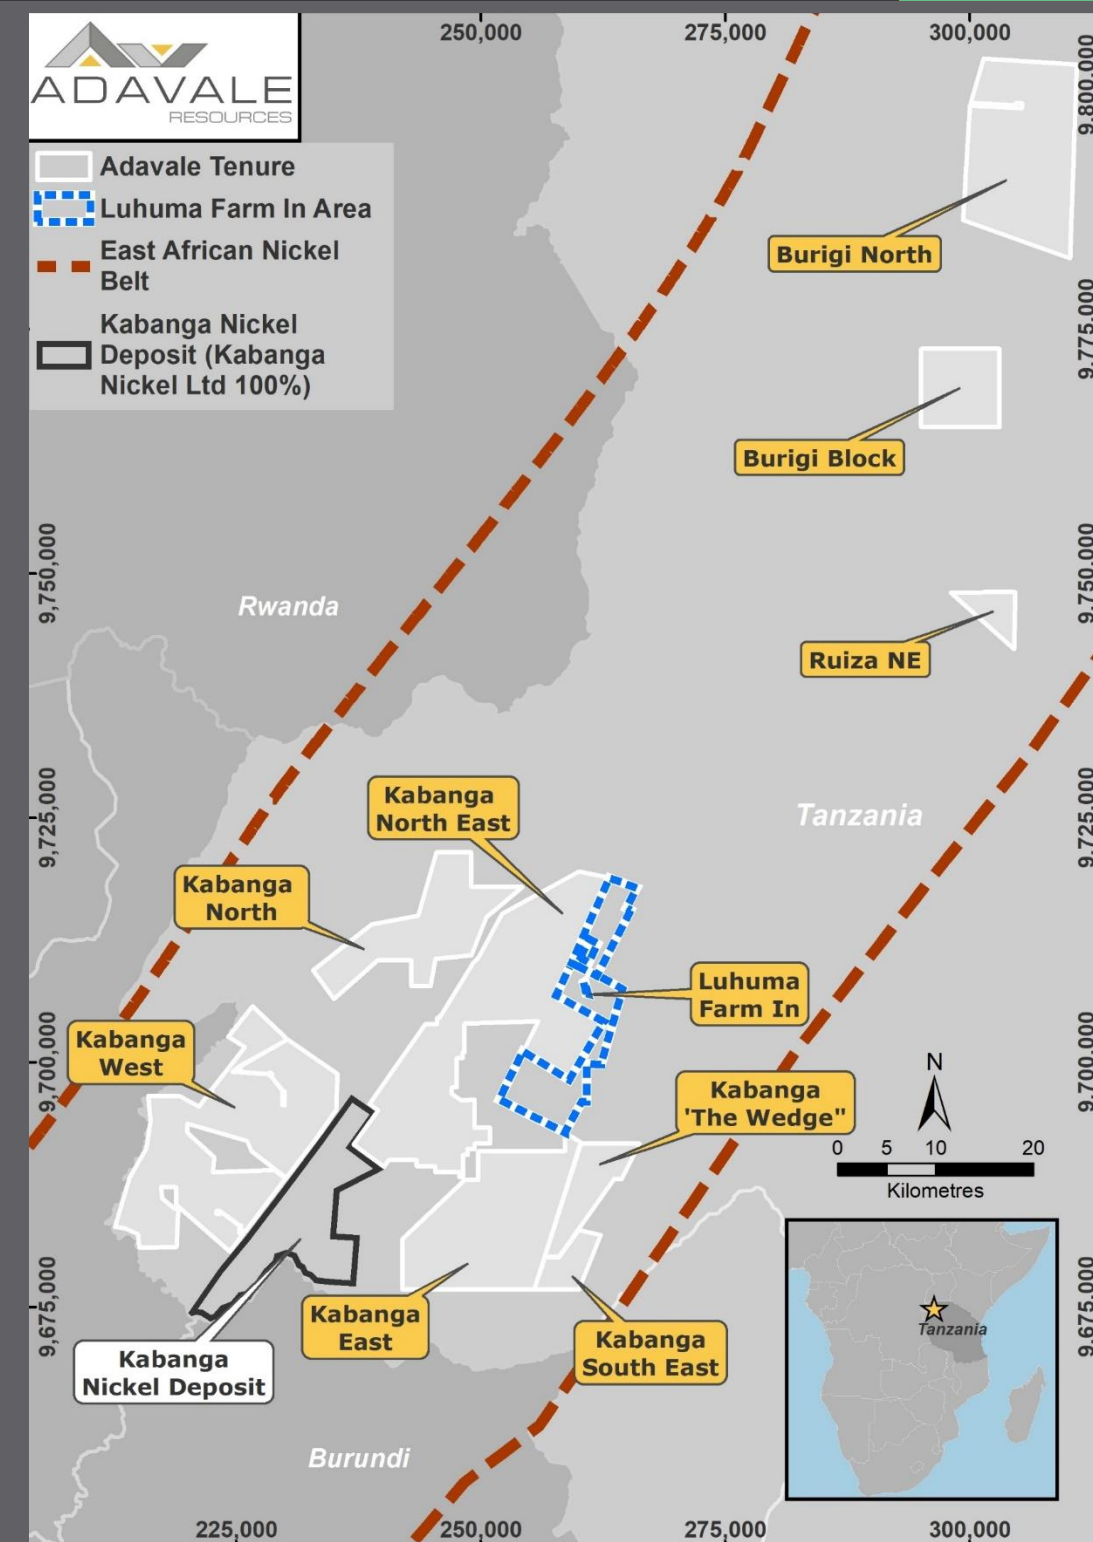 ADAVALE
RESOURCES
Adavale Tenure
Luhuma Farm In Area
East African Nickel
Belt
Kabanga Nickel
Deposit (Kabanga
Nickel Ltd 100%)
250,000
275,000
300,000
9,800,000
Burigi North
9,775,000
Burigi Block
9,750,000
9,750,000
Rwanda
Ruiza NE
9,725,000
9,725,000
Kabanga
North East
Tanzania
Kabanga
North
Luhuma
Farm In
Kabanga
West
9,700,000
9,700,000
Kabanga
'The Wedge"
N
0 5 10 20
Kilometres
9,675,000
9,675,000
Kabanga
East
Kabanga
South East
Kabanga
Nickel Deposit
Tanzania
Burundi
225,000
250,000
275,000
300,000